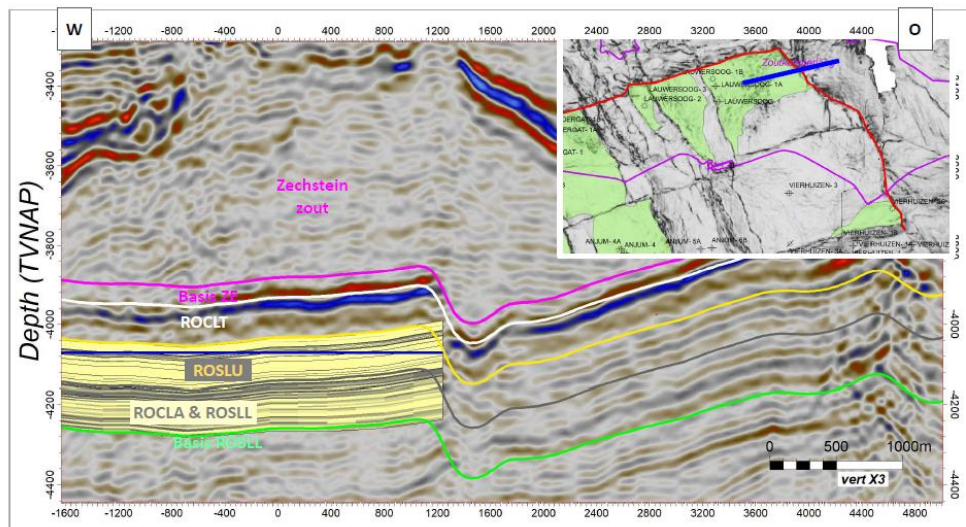 W
O
-1600 -1200 -800 -400 0 400 800 1200 1600 2000 2400 2800 3200 3600 4000 4400
Depth (TVNAP)
-3400
-3600
-3800
-4000
-4200
-4400
Zechstein
zout
Basis ZE
ROCLT
ROSLU
ROCLA & ROSLL
Basis ROSLL
LAUWERSOOG- 1B
LAUWERSOOG- 3
LAUWERSOOG- 1A
LAUWERSOOG- 2
LAUWERSOOG
VIERHUIZEN- 3
ANJUM- 4A
ANJUM- 4
ANJUM- 5A
0 500 1000m
vert X3
-4000
-4200
-4400
-1600 -1200 -800 -400 0 400 800 1200 1600 2000 2400 2800 3200 3600 4000 4400 4800